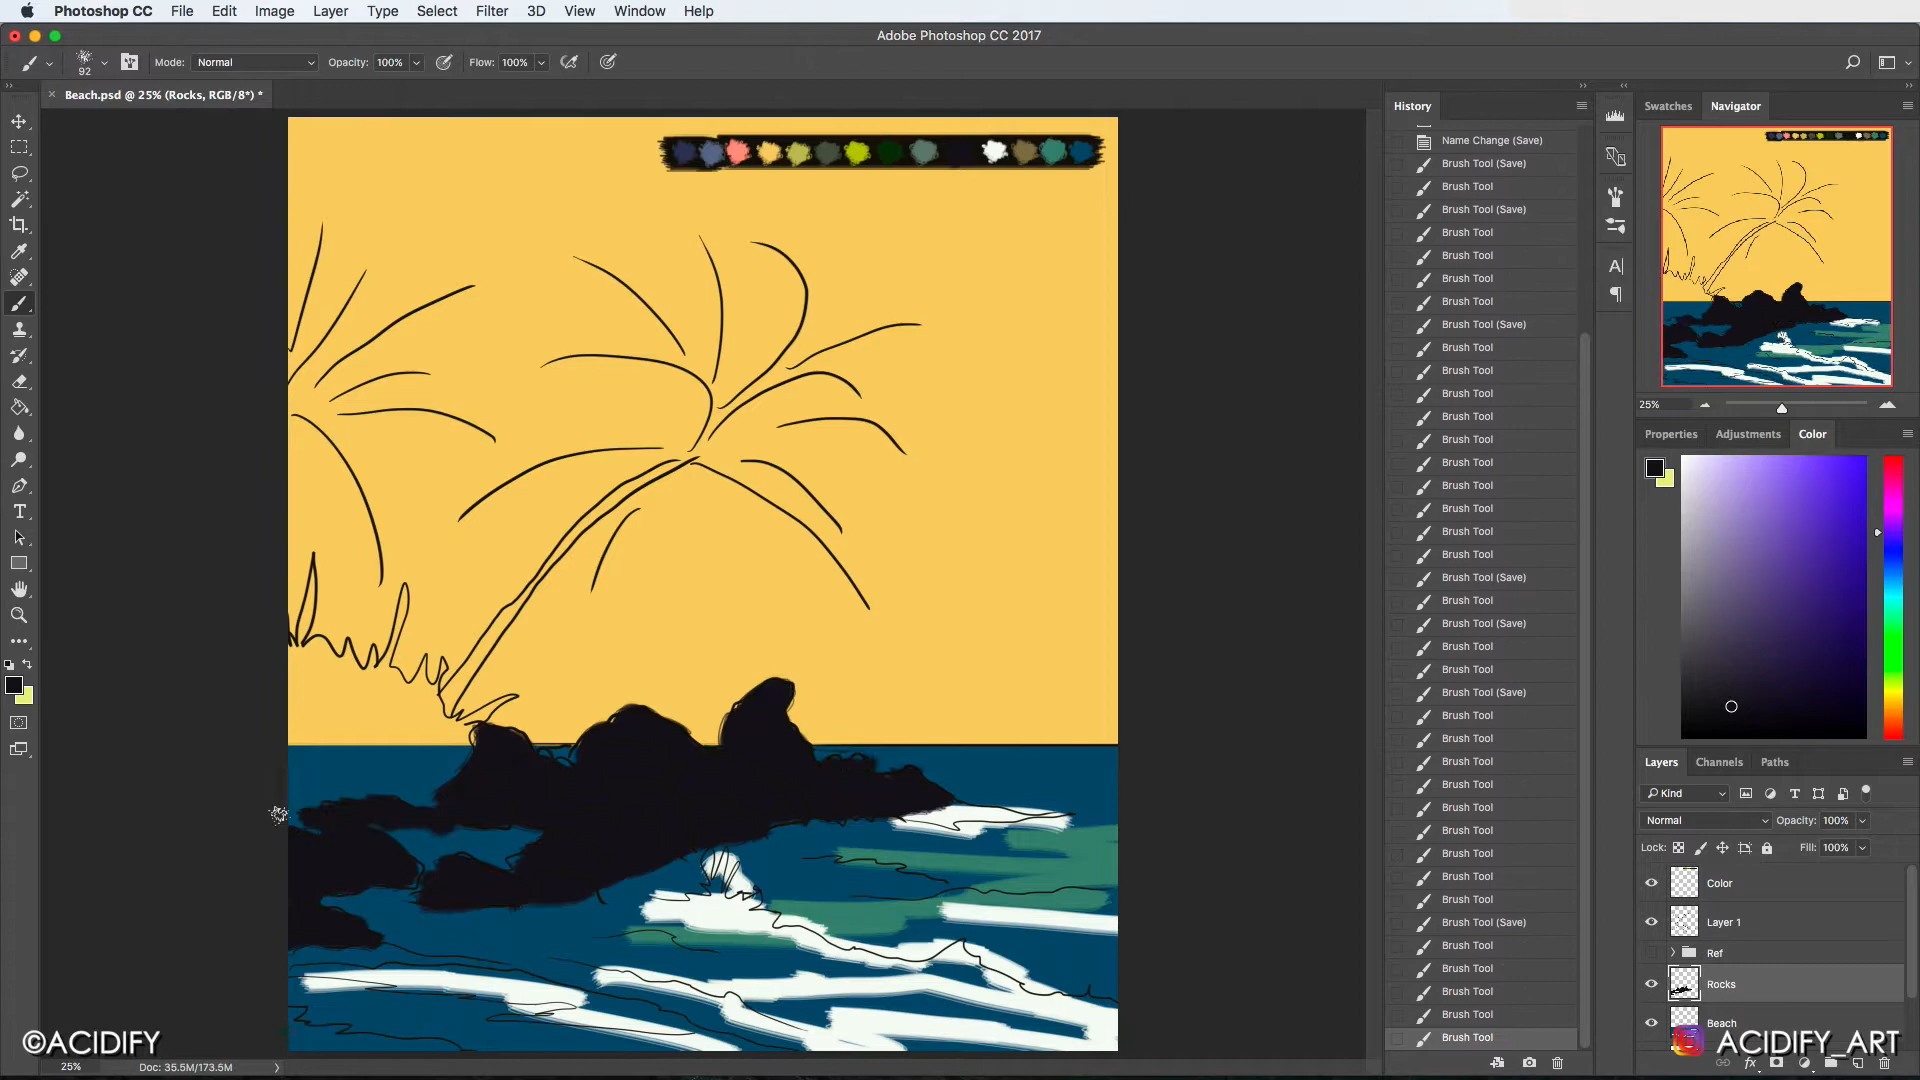 Photoshop CC File Edit Image Layer Type Select Filter 3D View Window Help
Adobe Photoshop CC 2017
92 Mode: Normal Opacity: 100% Flow: 100%
Beach.psd @ 25% (Rocks, RGB/8*) *
History
Name Change (Save)
Brush Tool (Save)
Brush Tool
Brush Tool (Save)
Brush Tool
Brush Tool
Brush Tool
Brush Tool
Brush Tool (Save)
Brush Tool
Brush Tool
Brush Tool
Brush Tool
Brush Tool
Brush Tool
Brush Tool
Brush Tool
Brush Tool
Brush Tool
Brush Tool (Save)
Brush Tool
Brush Tool (Save)
Brush Tool
Brush Tool
Brush Tool (Save)
Brush Tool
Brush Tool
Brush Tool
Brush Tool
Brush Tool
Brush Tool
Brush Tool
Brush Tool
Brush Tool
Brush Tool (Save)
Brush Tool
Brush Tool
Brush Tool
Brush Tool
Brush Tool
Swatches Navigator
25%
Properties Adjustments Color
Layers Channels Paths
Kind
Normal Opacity: 100%
Lock: Fill: 100%
Color
Layer 1
Ref
Rocks
Beach
©ACIDIFY
ACIDIFY_ART
25% Doc: 35.5M/173.5M